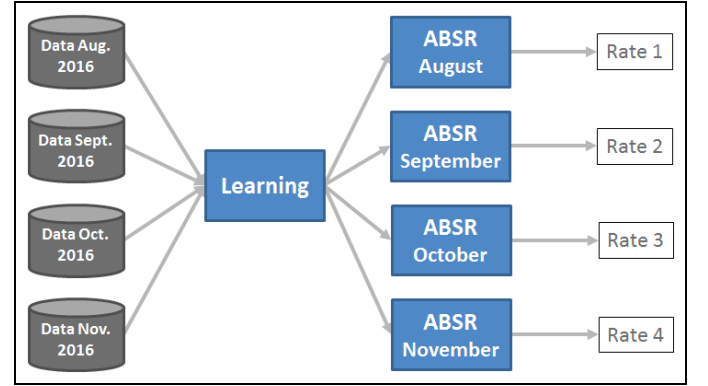 Data Aug.
2016
ABSR
August
Rate 1
Data Sept.
2016
ABSR
September
Rate 2
Learning
Data Oct.
2016
ABSR
October
Rate 3
Data Nov.
2016
ABSR
November
Rate 4